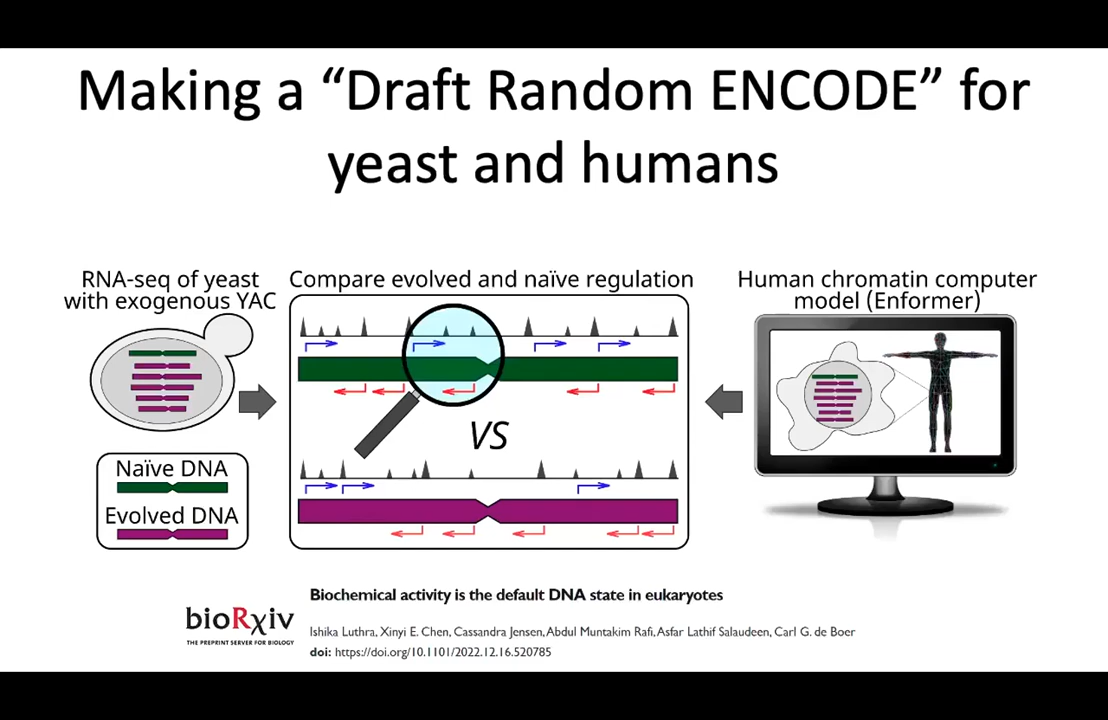 Making a “Draft Random ENCODE” for
yeast and humans
RNA-seq of yeast
with exogenous YAC
Compare evolved and naïve regulation
Human chromatin computer
model (Enformer)
VS
Naïve DNA
Evolved DNA
bioRxiv
THE PREPRINT SERVER FOR BIOLOGY
Biochemical activity is the default DNA state in eukaryotes
Ishika Luthra, Xinyi E. Chen, Cassandra Jensen, Abdul Muntakim Rafi, Asfar Lathif Salaudeen, Carl G. de Boer
doi: https://doi.org/10.1101/2022.12.16.520785